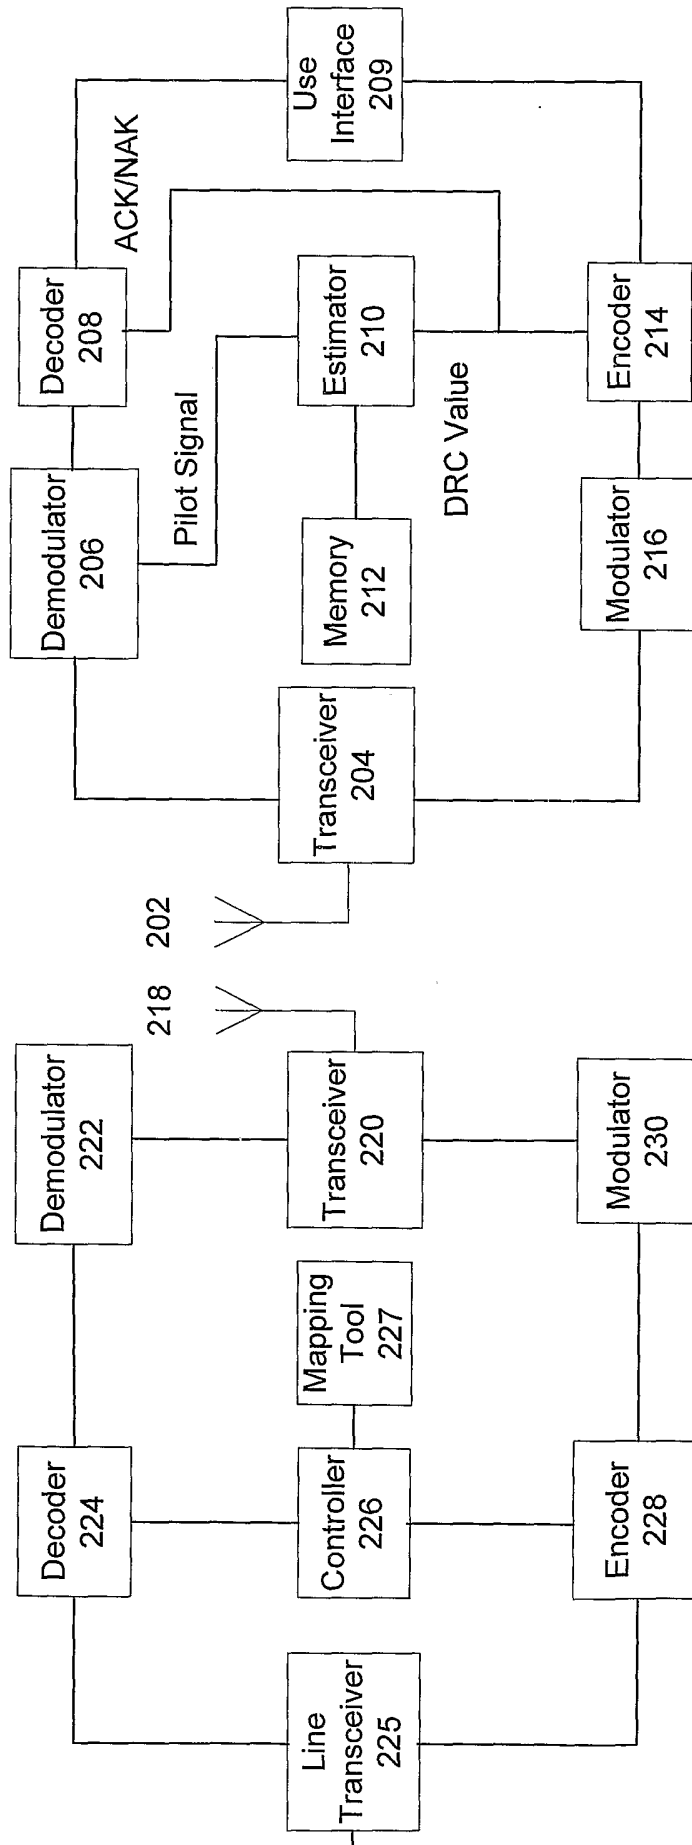 Demodulator
222
218
202
Demodulator
206
Decoder
208
ACK/NAK
Decoder
224
Pilot Signal
Use
Interface
209
Line
Transceiver
225
Controller
226
Mapping
Tool
227
Transceiver
220
Transceiver
204
Memory
212
Estimator
210
DRC Value
Encoder
228
Modulator
230
Modulator
216
Encoder
214